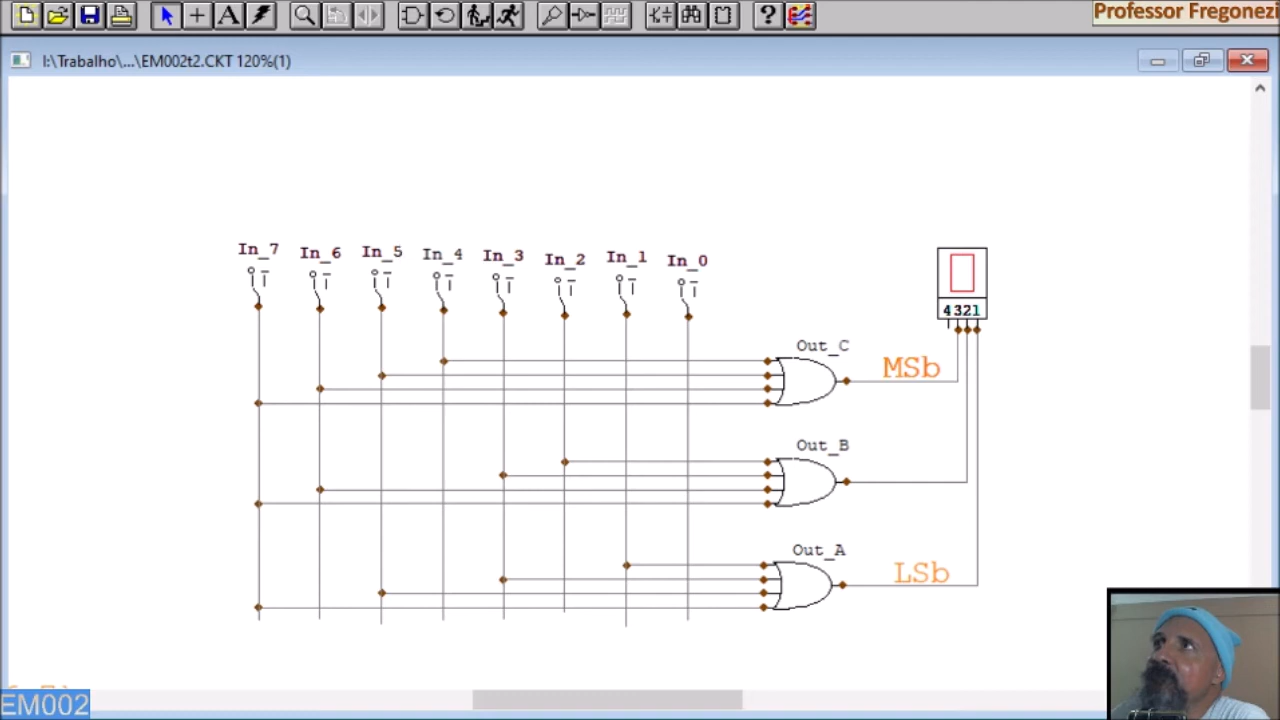 Professor Fregonezi
I:\Trabalho\...\EM002t2.CKT 120%(1)
In_7 In_6 In_5 In_4 In_3 In_2 In_1 In_0
4321
Out_C
MSb
Out_B
Out_A
LSb
EM002